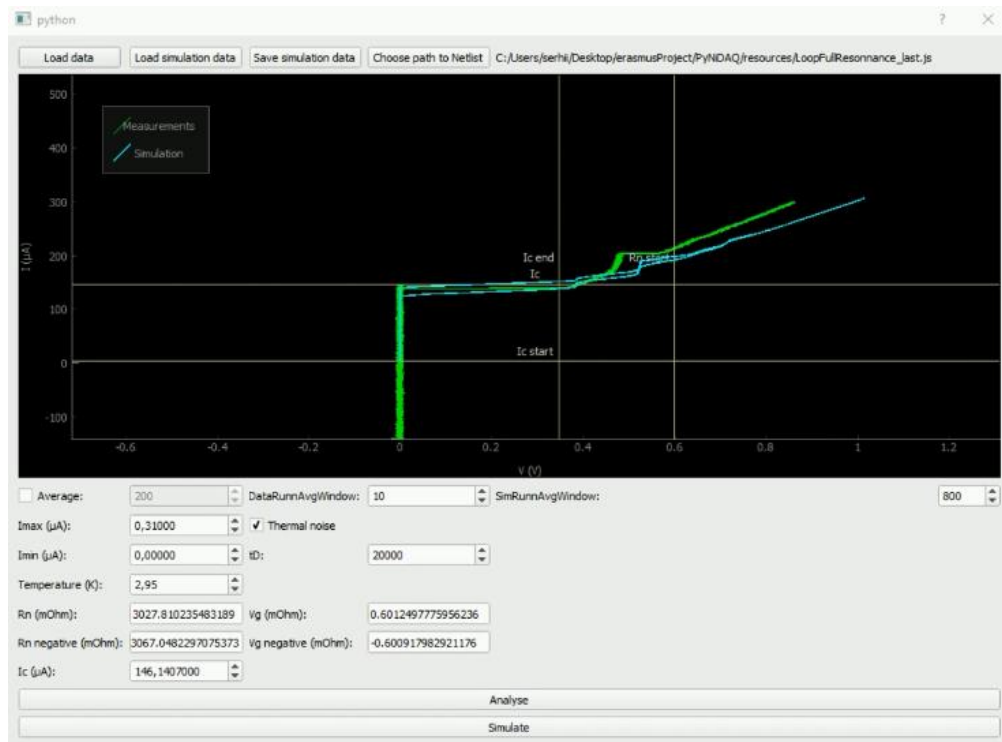 python ?
Load data Load simulation data Save simulation data Choose path to Netlist C:/Users/serhii/Desktop/erasmusProject/PyNiDAQ/resources/LoopFullResonnance_last.js
500
Measurements
400
Simulation
300
I (µA)
200
Ic end
Rn start
Ic
100
Ic start
0
-100
-0.6 -0.4 -0.2 0 0.2 0.4 0.6 0.8 1 1.2
V (V)
Average: 200 DataRunnAvgWindow: 10 SimRunnAvgWindow: 800
Imax (µA): 0,31000 Thermal noise
Imin (µA): 0,00000 tD: 20000
Temperature (K): 2,95
Rn (mOhm): 3027.810235483189 Vg (mOhm): 0.6012497775956236
Rn negative (mOhm): 3067.0482297075373 Vg negative (mOhm): -0.600917982921176
Ic (µA): 146,1407000
Analyse
Simulate